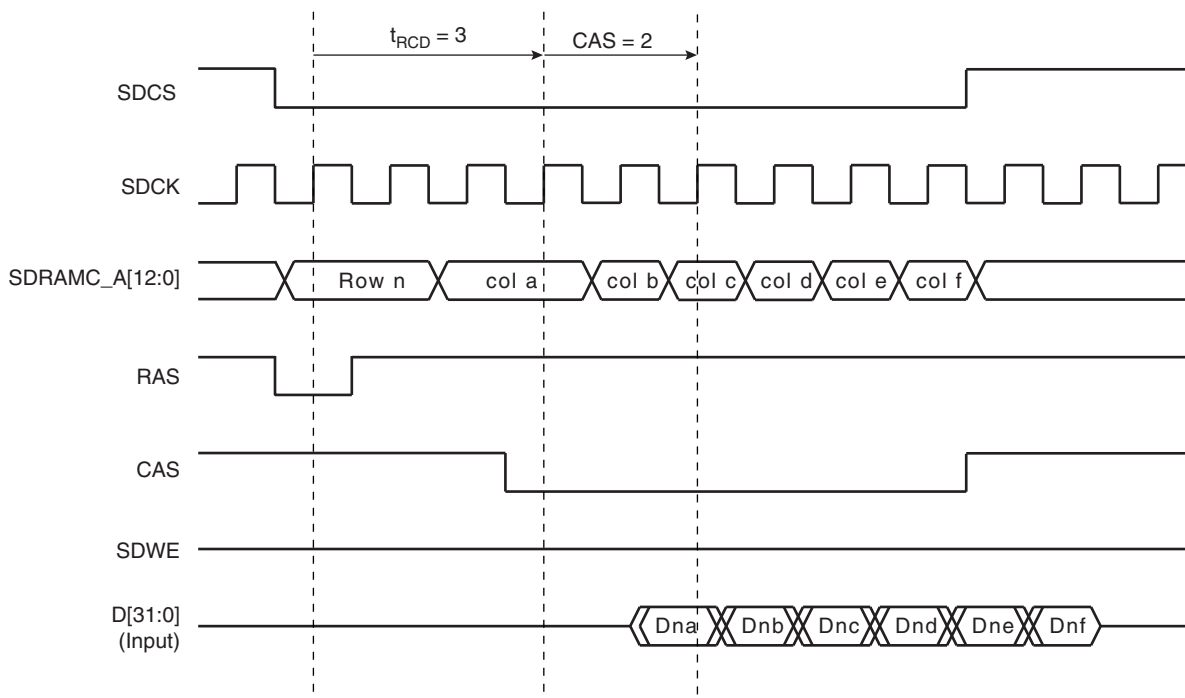 t_RCD = 3 CAS = 2
SDCS
SDCK
SDRAMC_A[12:0] Row n col a col b col c col d col e col f
RAS
CAS
SDWE
D[31:0]
(Input) Dna Dnb Dnc Dnd Dne Dnf